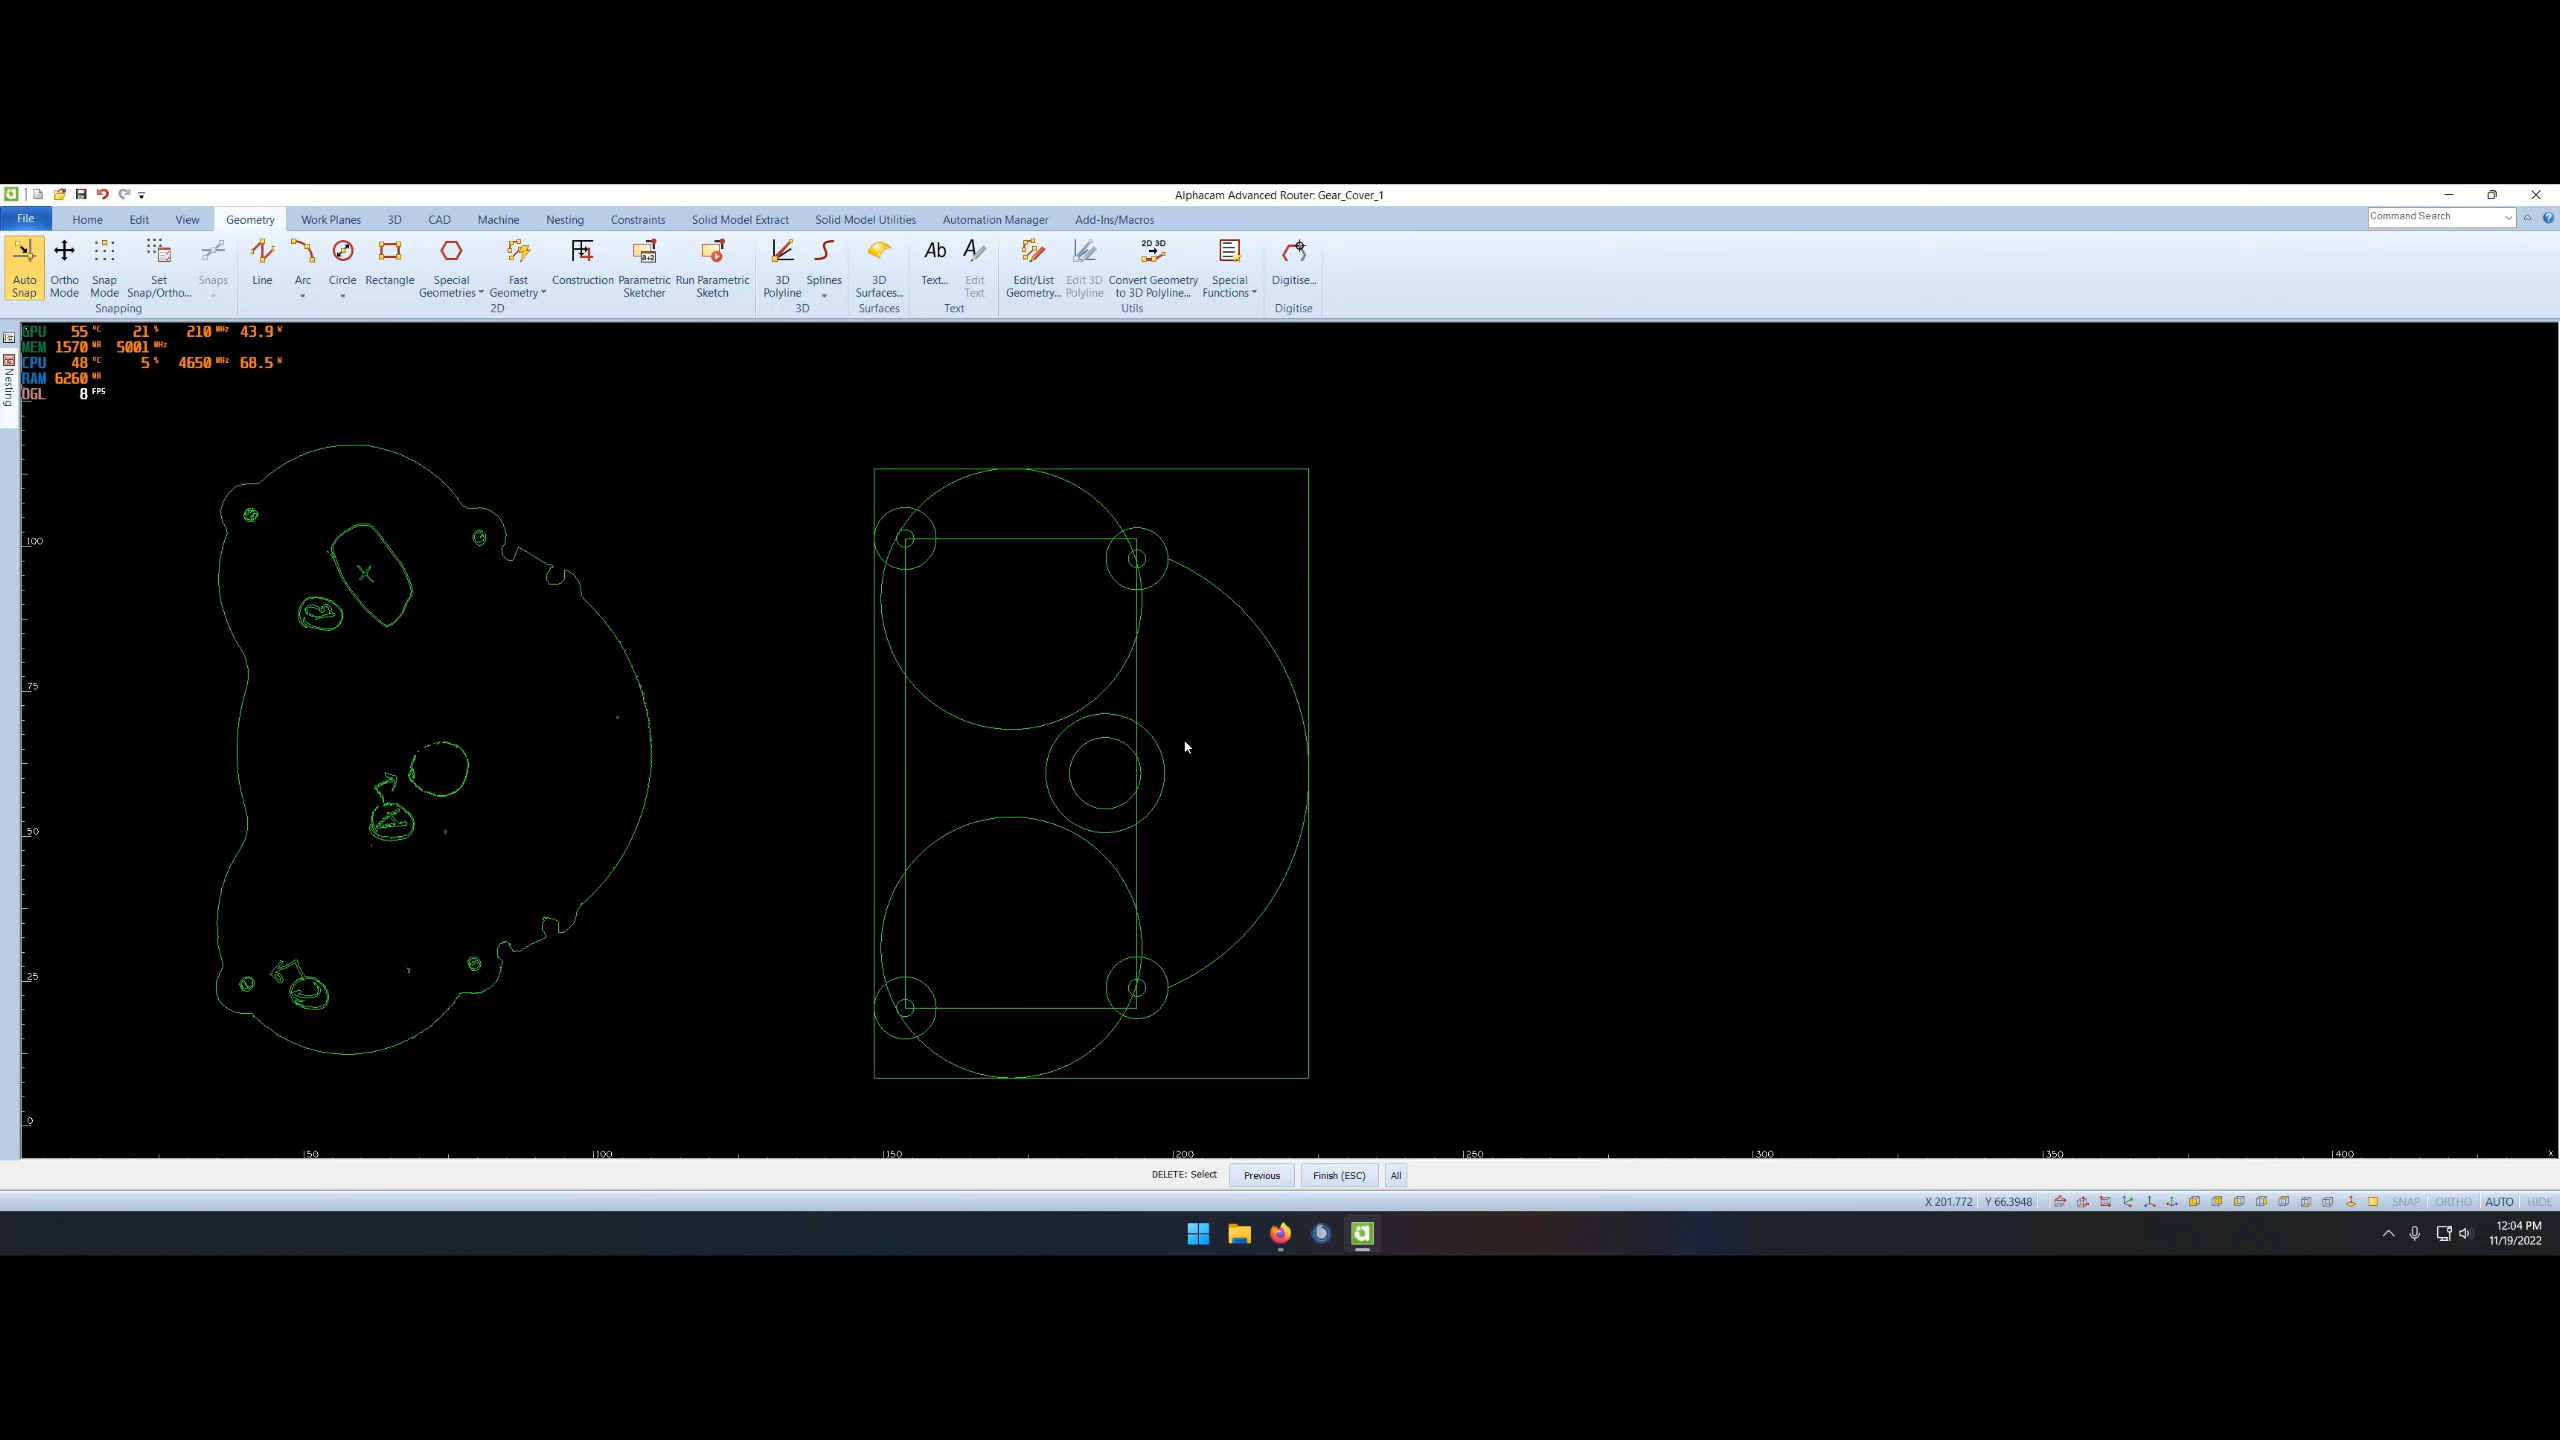 Alphacam Advanced Router: Gear_Cover_1
File Home Edit View Geometry Work Planes 3D CAD Machine Nesting Constraints Solid Model Extract Solid Model Utilities Automation Manager Add-Ins/Macros Command Search
Auto Snap
Ortho Mode
Snap Mode
Set Snap/Ortho...
Snaps
Snapping
Line
Arc
Circle
Rectangle
Special Geometries
Fast Geometry
Construction
Parametric Sketcher
Run Parametric Sketch
2D
3D Polyline
Splines
3D
3D Surfaces...
Surfaces
Ab
Text...
Edit Text
Text
Edit/List Geometry...
Edit 3D Polyline
2D 3D
Convert Geometry to 3D Polyline...
Special Functions
Utils
Digitise...
Digitise
Nesting
GPU 55 °C 21 % 210 MHz 43.9 W
MEM 1570 MB 5001 MHz
CPU 48 °C 5 % 4650 MHz 68.5 W
RAM 6260 MB
OGL 8 FPS
100
75
50
25
0
50 100 150 200 250 300 350 400 X
DELETE: Select Previous Finish (ESC) All
X 201.772 Y 66.3948 SNAP ORTHO AUTO HIDE
12:04 PM
11/19/2022